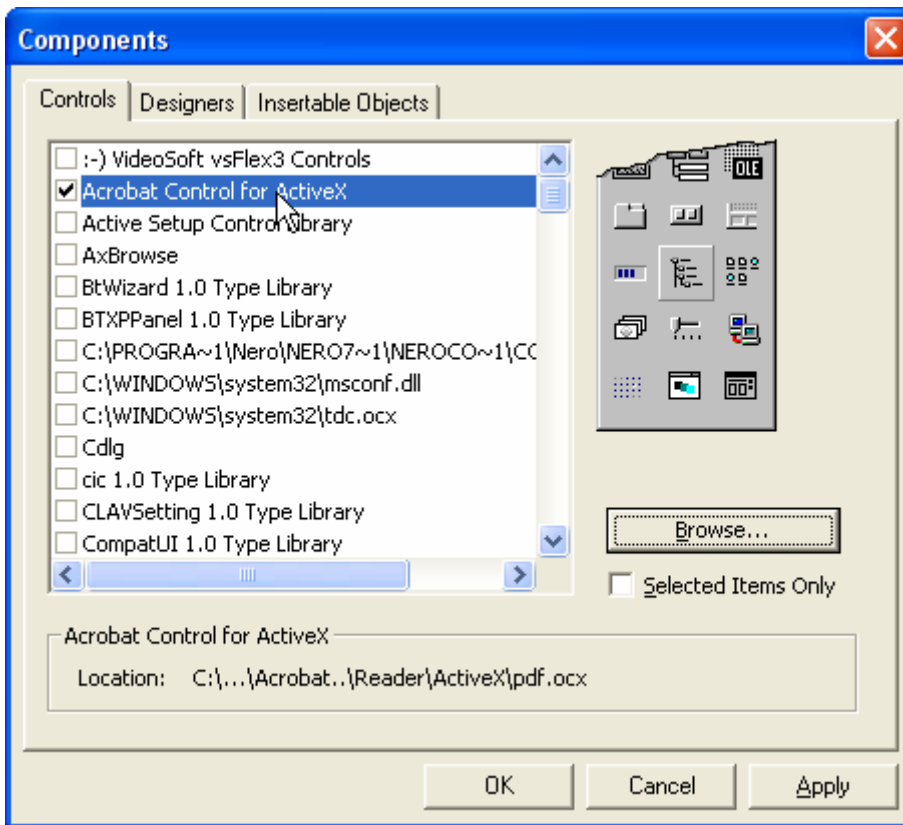 Components
Controls
Designers
Insertable Objects
:-) VideoSoft vsFlex3 Controls
Acrobat Control for ActiveX
Active Setup Control Library
AxBrowse
BtWizard 1.0 Type Library
BTXPPanel 1.0 Type Library
C:\PROGRA~1\Nero\NERO7~1\NEROCO~1\CC
C:\WINDOWS\system32\msconf.dll
C:\WINDOWS\system32\tdc.ocx
Cdlg
cic 1.0 Type Library
CLAVSetting 1.0 Type Library
CompatUI 1.0 Type Library
OLE
Browse...
Selected Items Only
Acrobat Control for ActiveX
Location: C:\...\Acrobat..\Reader\ActiveX\pdf.ocx
OK
Cancel
Apply